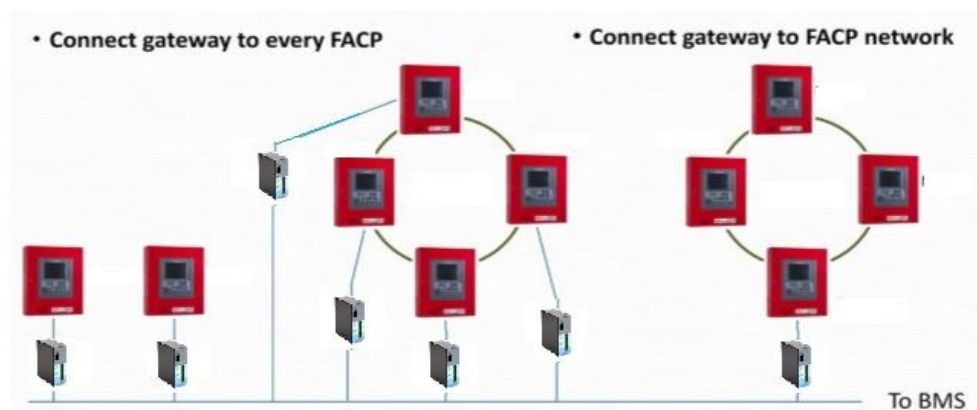 • Connect gateway to every FACP
• Connect gateway to FACP network
To BMS